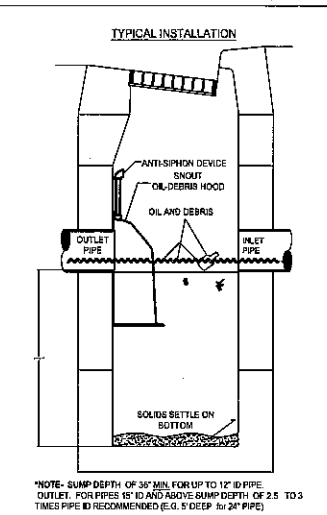 TYPICAL INSTALLATION
ANTI-SIPHON DEVICE
SNOUT
OIL-DEBRIS HOOD
OIL AND DEBRIS
OUTLET
PIPE
INLET
PIPE
SOLIDS SETTLE ON
BOTTOM
*NOTE- SUMP DEPTH OF 36" MIN. FOR UP TO 12" ID PIPE.
OUTLET. FOR PIPES 15" ID AND ABOVE SUMP DEPTH OF 2.5 TO 3
TIMES PIPE ID RECOMMENDED (E.G. 5' DEEP for 24" PIPE)